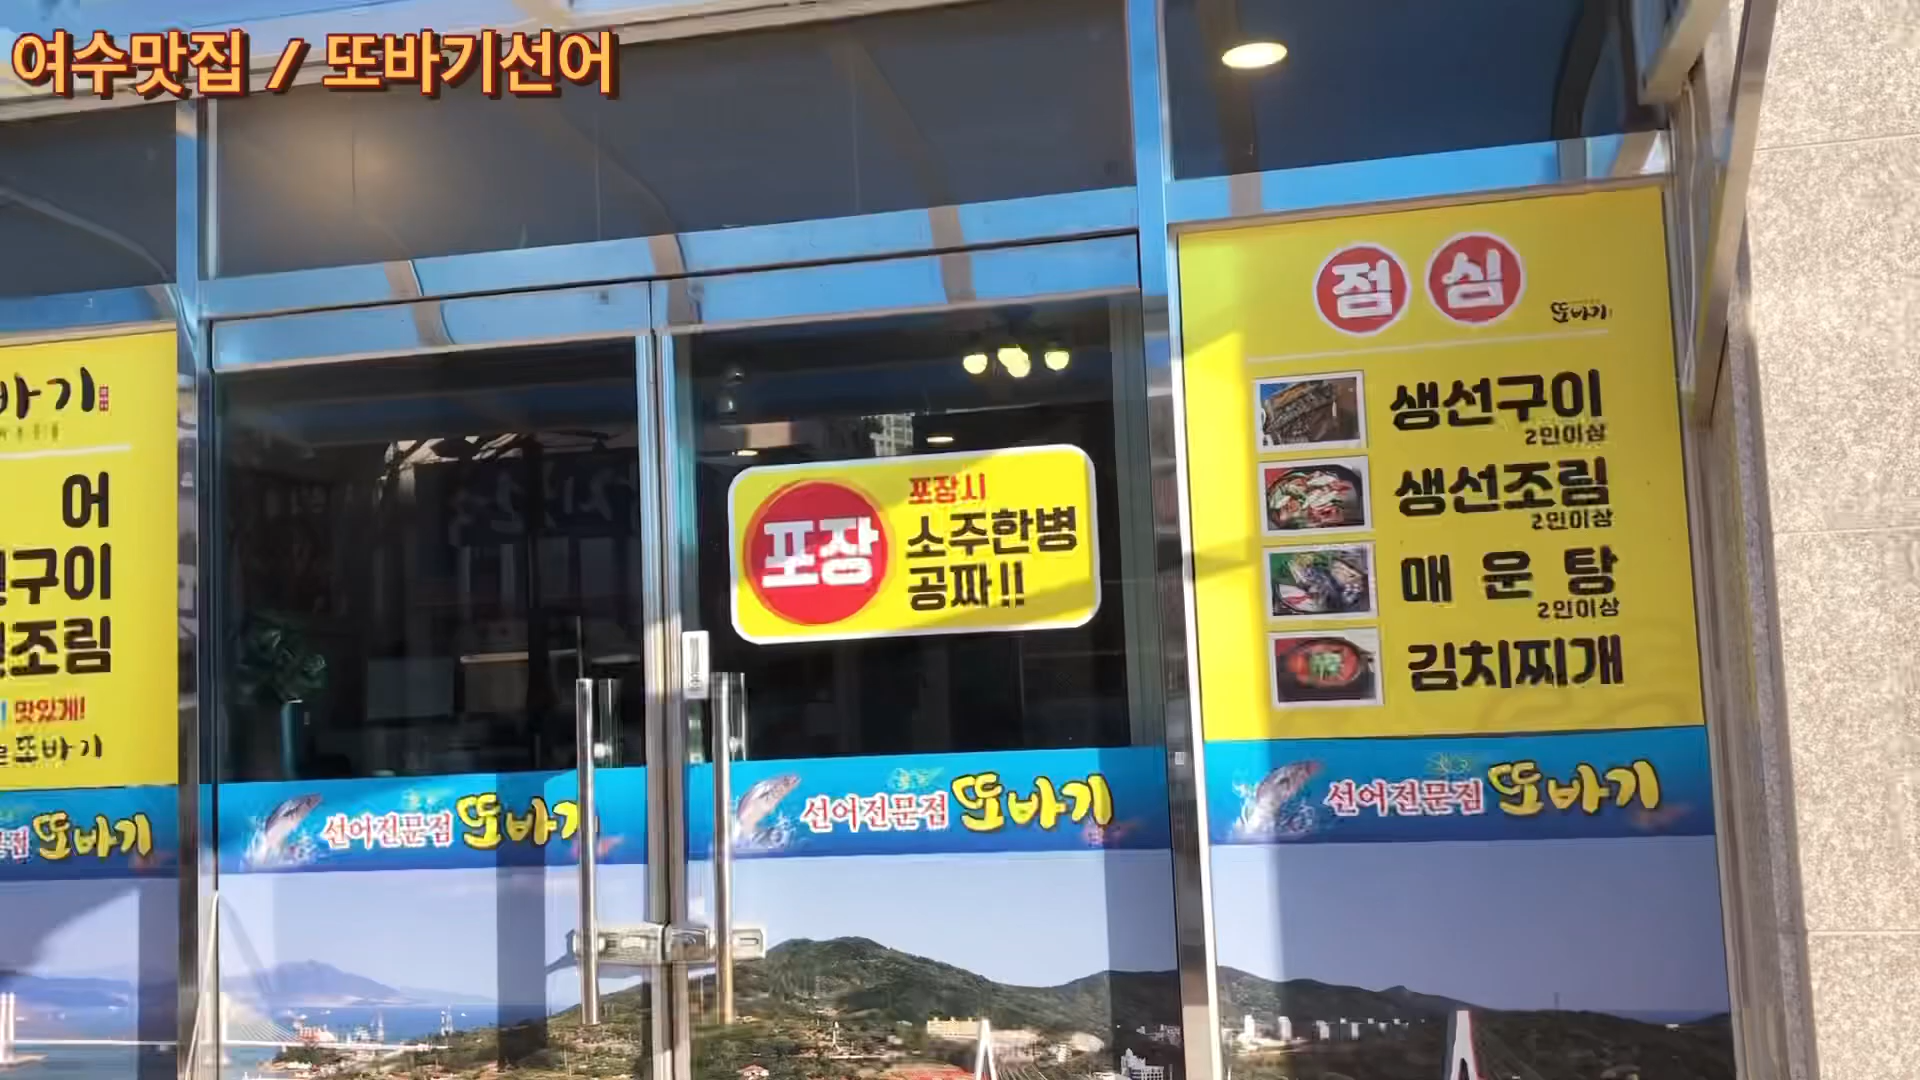 여수맛집 / 또바기선어
바기
어
구이
조림
맛있게!
또바기
또바기
포장
포장시
소주한병
공짜!!
선어전문점 또바기
선어전문점 또바기
점심
또바기
생선구이
2인이상
생선조림
2인이상
매운탕
2인이상
김치찌개
선어전문점 또바기